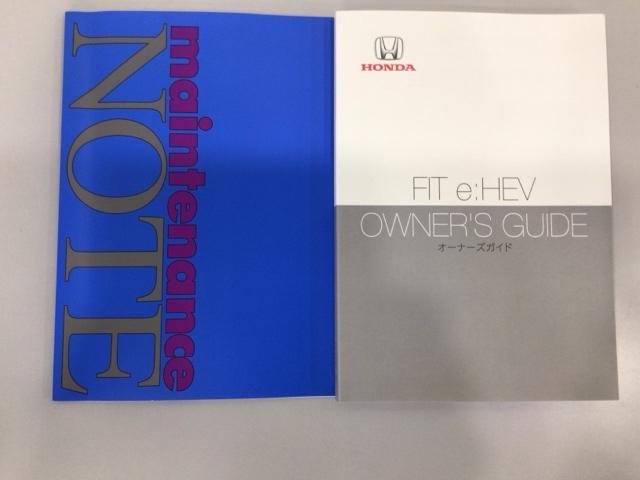 maintenance
NOTE
HONDA
FIT e:HEV
OWNER'S GUIDE
オーナーズガイド